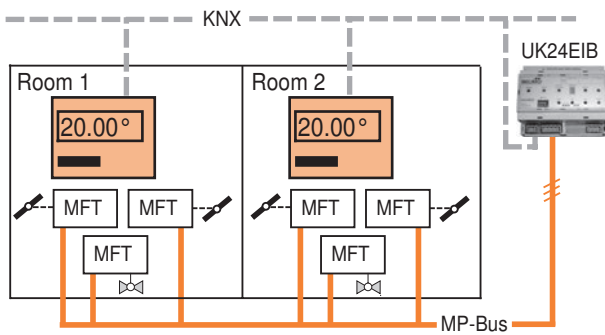 KNX
UK24EIB
Room 1
Room 2
20.00°
20.00°
MFT
MFT
MFT
MFT
MFT
MFT
MP-Bus